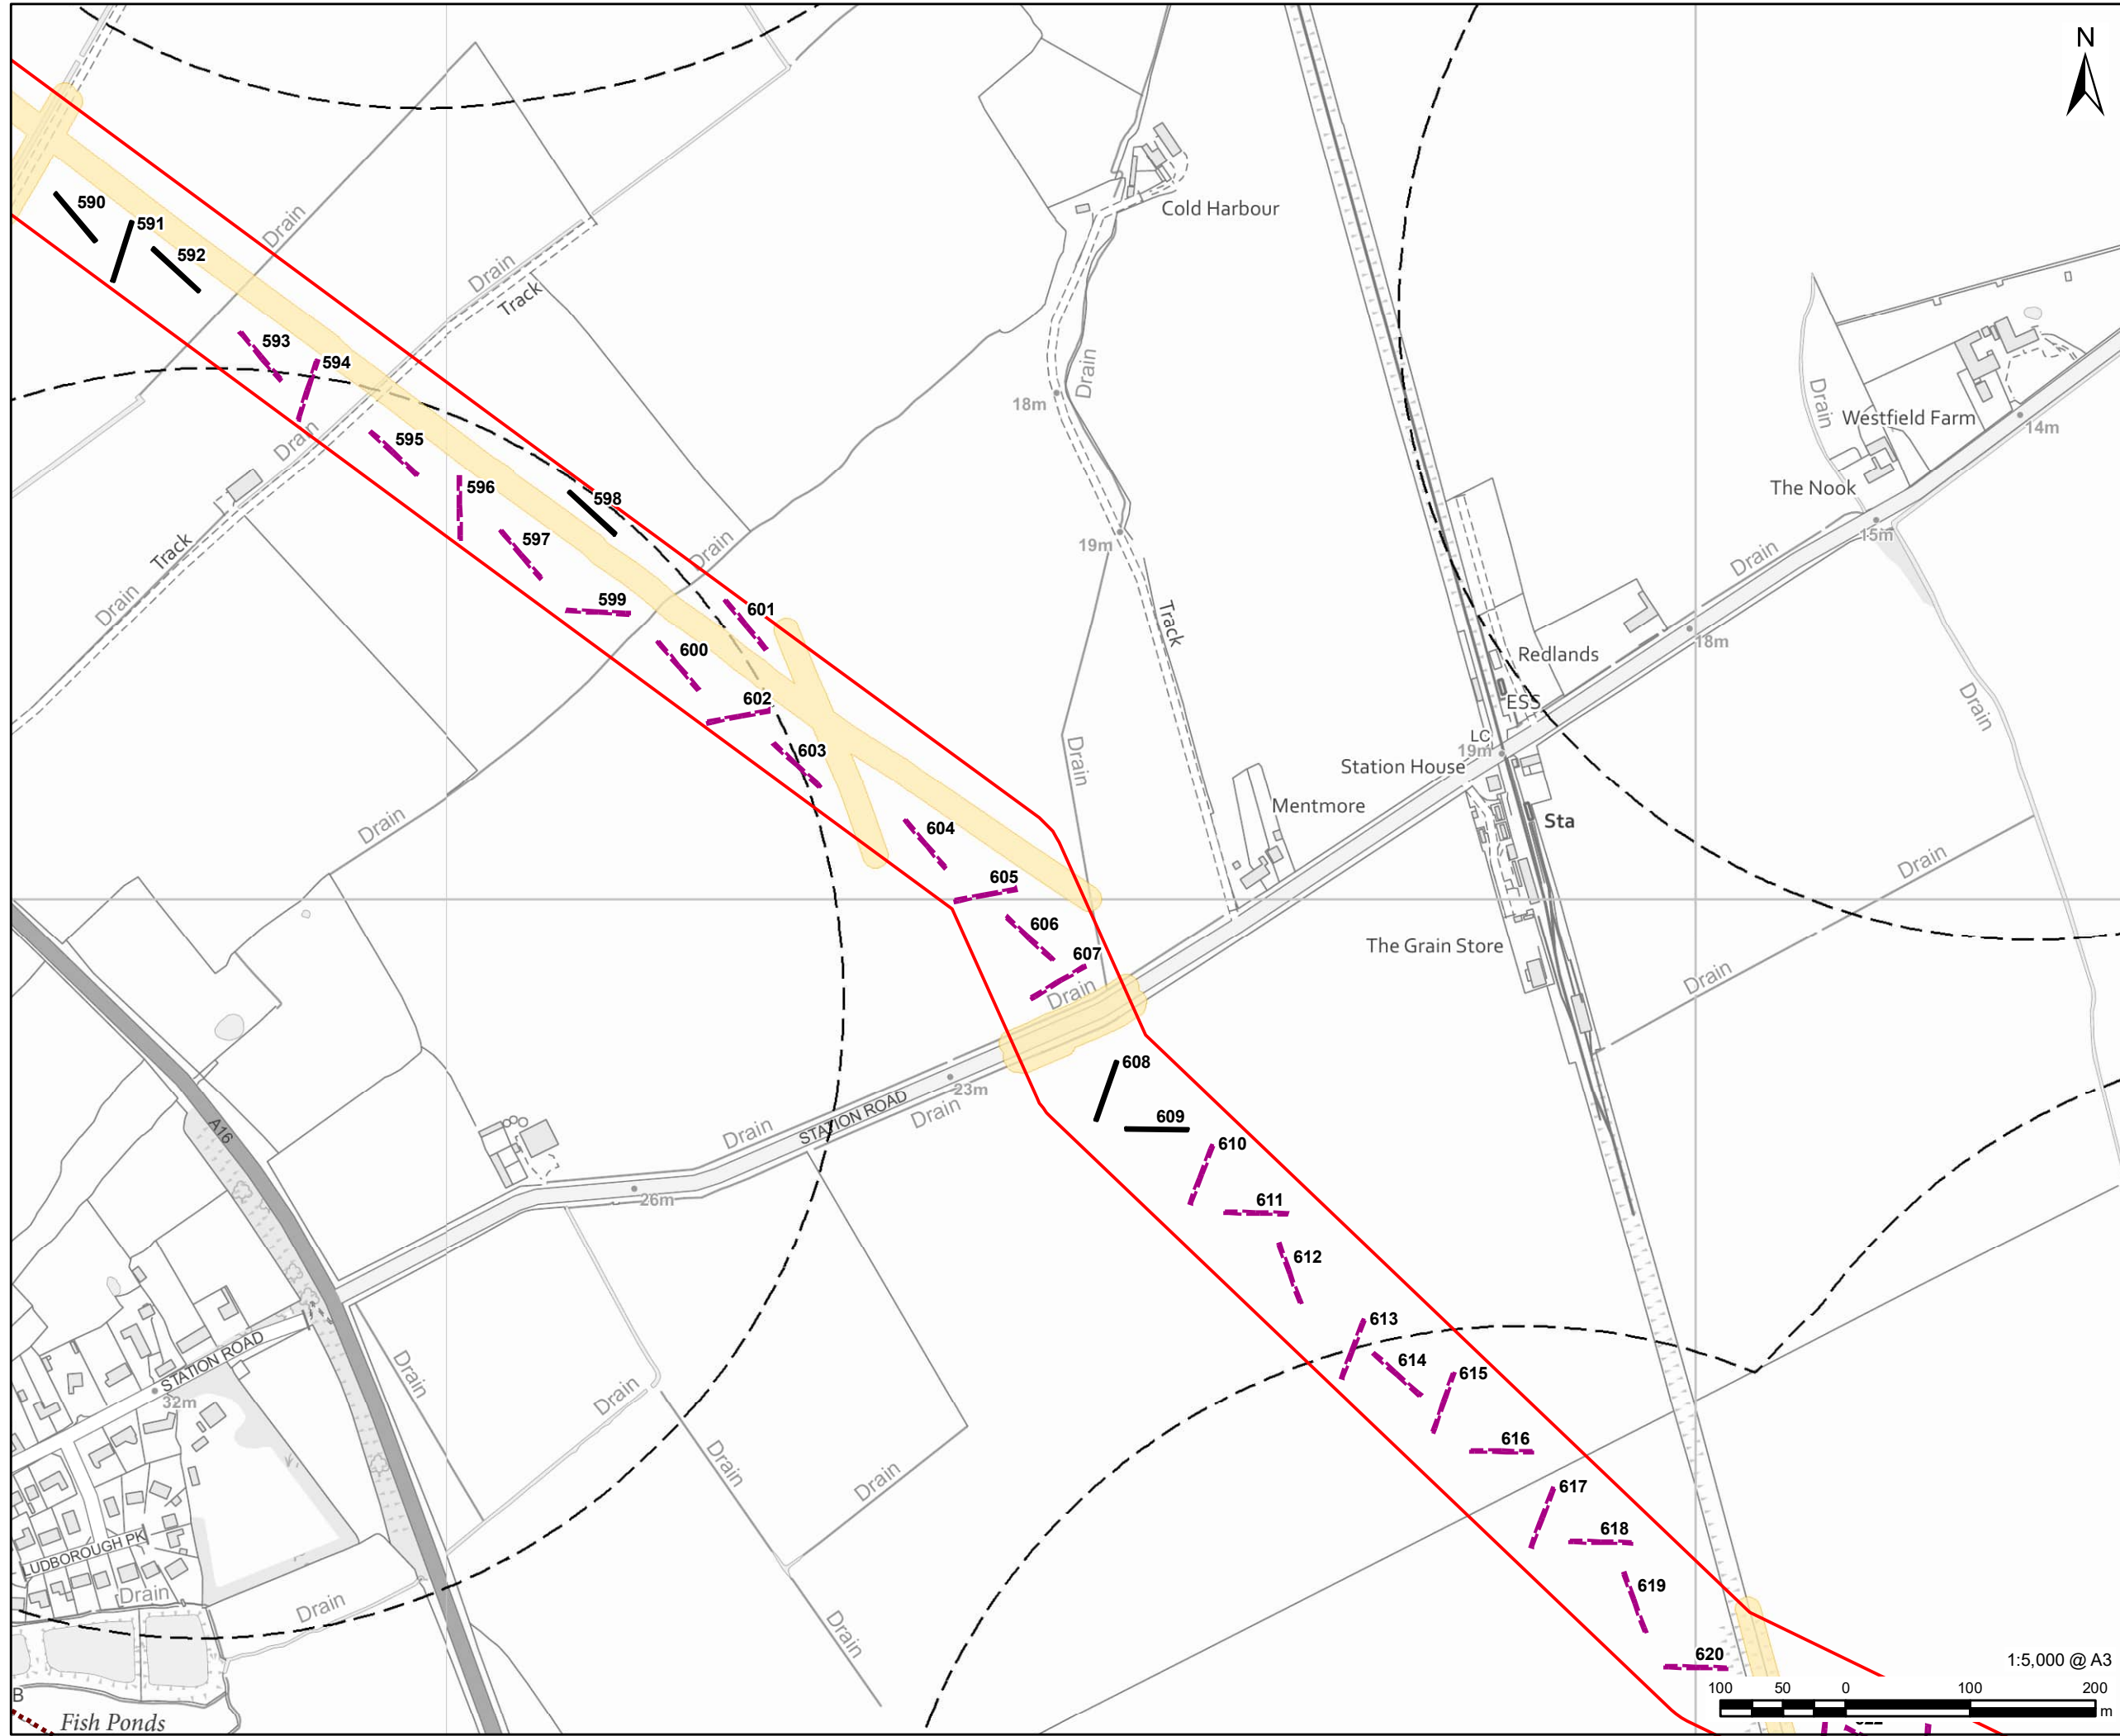 N
590
591
592
Drain
Cold Harbour
Drain
Track
593
594
Drain
18m
Drain
Drain
Westfield Farm
14m
595
Drain
596
598
The Nook
15m
Track
597
Drain
19m
Drain
Drain
599
601
Track
600
Redlands
18m
602
ESS
Drain
603
LC
19m
Station House
Drain
Mentmore
Sta
604
Drain
Drain
605
606
The Grain Store
607
Drain
Drain
608
23m
STATION ROAD
Drain
Drain
609
A16
610
26m
611
612
613
STATION ROAD
614
615
Drain
32m
Drain
616
Drain
Drain
617
618
LUDBOROUGH PK
619
Drain
Drain
Drain
620
1:5,000 @ A3
100 50 0 100 200
m
B
Fish Ponds